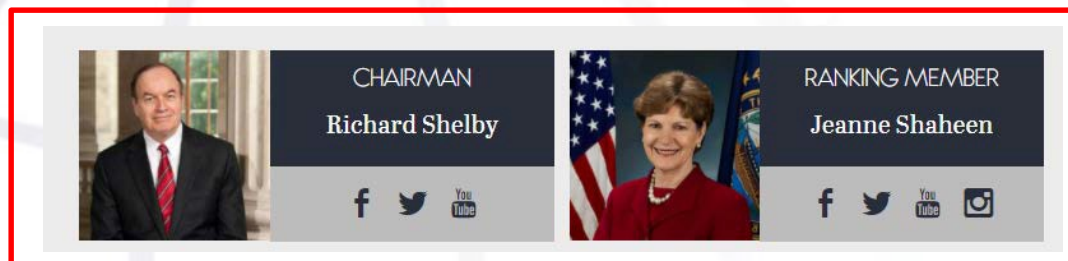 CHAIRMAN
Richard Shelby
You
Tube
RANKING MEMBER
Jeanne Shaheen
You
Tube